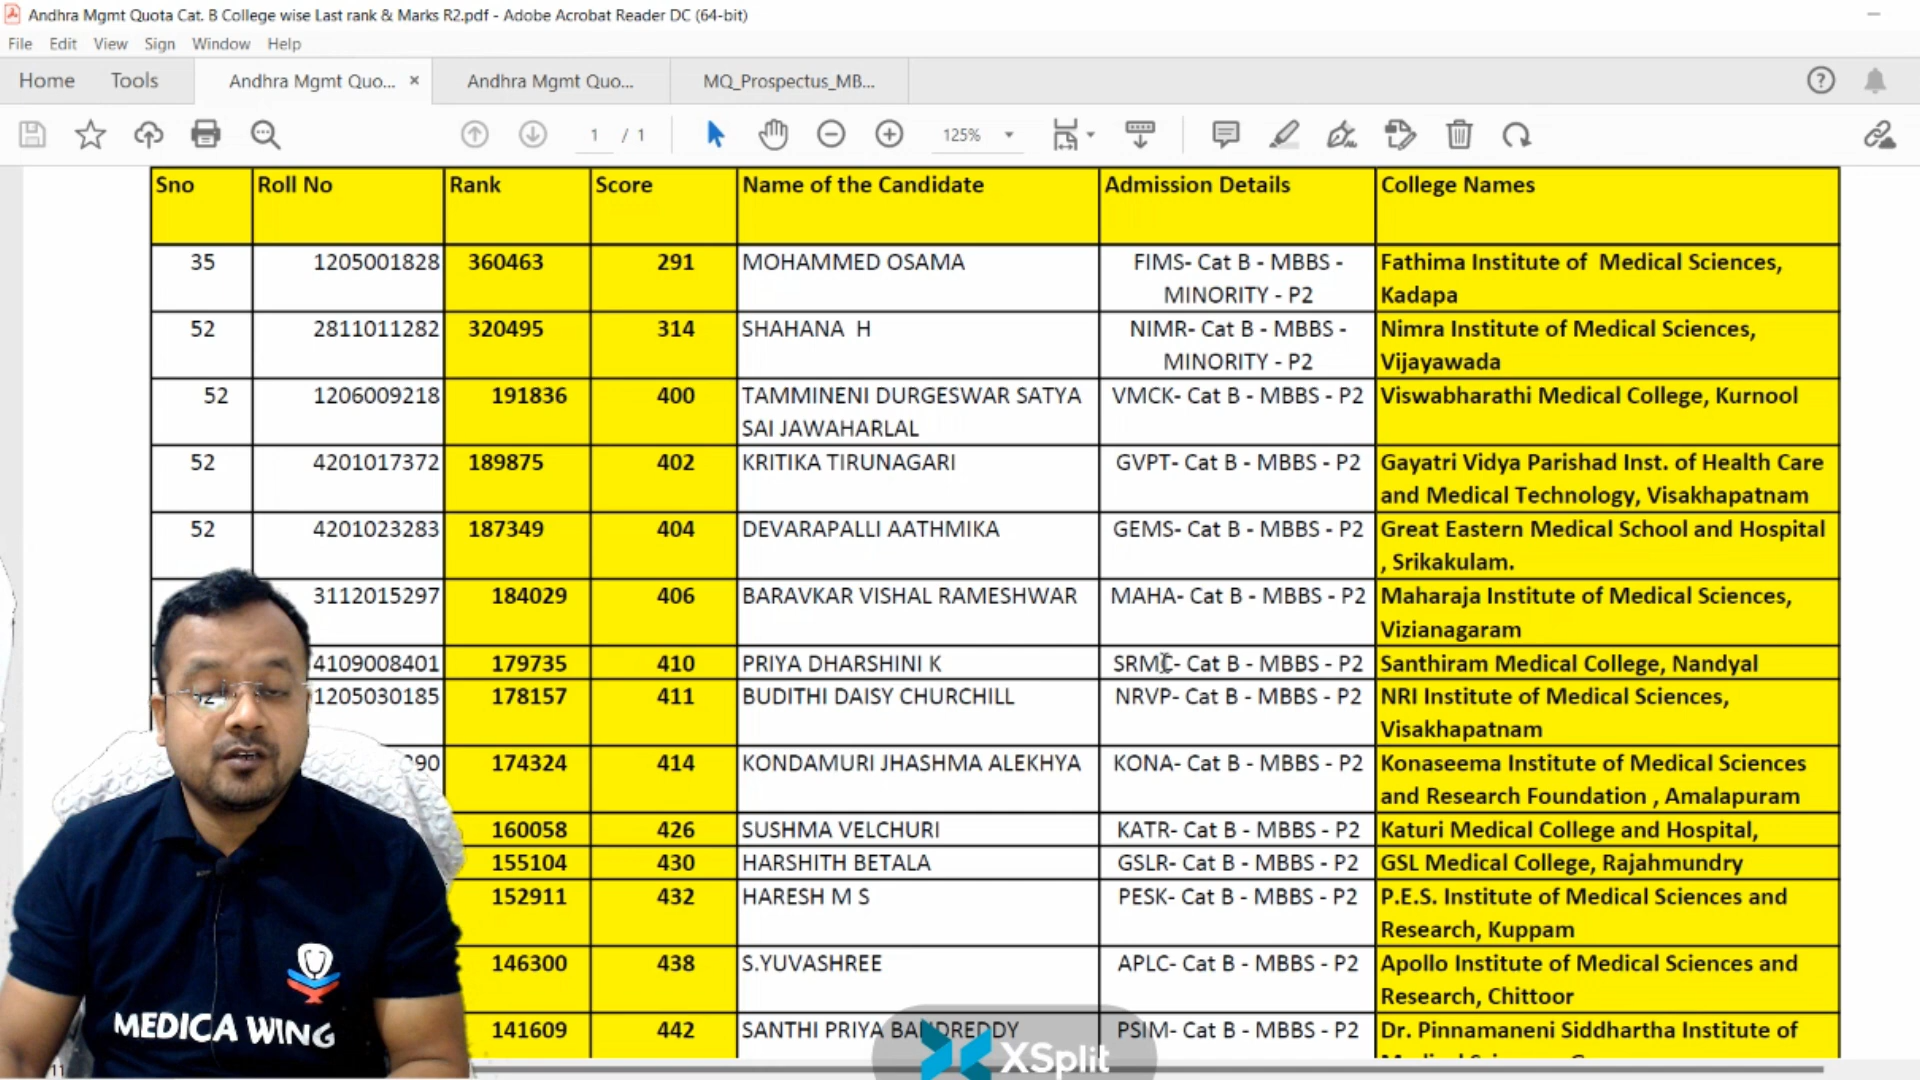 Andhra Mgmt Quota Cat. B College wise Last rank & Marks R2.pdf - Adobe Acrobat Reader DC (64-bit)
File Edit View Sign Window Help
Home Tools Andhra Mgmt Quo... × Andhra Mgmt Quo... MQ_Prospectus_MB...
1 / 1 125%
Sno Roll No Rank Score Name of the Candidate Admission Details College Names
35 1205001828 360463 291 MOHAMMED OSAMA FIMS- Cat B - MBBS - Fathima Institute of Medical Sciences,
MINORITY - P2 Kadapa
52 2811011282 320495 314 SHAHANA H NIMR- Cat B - MBBS - Nimra Institute of Medical Sciences,
MINORITY - P2 Vijayawada
52 1206009218 191836 400 TAMMINENI DURGESWAR SATYA VMCK- Cat B - MBBS - P2 Viswabharathi Medical College, Kurnool
SAI JAWAHARLAL
52 4201017372 189875 402 KRITIKA TIRUNAGARI GVPT- Cat B - MBBS - P2 Gayatri Vidya Parishad Inst. of Health Care
and Medical Technology, Visakhapatnam
52 4201023283 187349 404 DEVARAPALLI AATHMIKA GEMS- Cat B - MBBS - P2 Great Eastern Medical School and Hospital
, Srikakulam.
3112015297 184029 406 BARAVKAR VISHAL RAMESHWAR MAHA- Cat B - MBBS - P2 Maharaja Institute of Medical Sciences,
Vizianagaram
4109008401 179735 410 PRIYA DHARSHINI K SRMC- Cat B - MBBS - P2 Santhiram Medical College, Nandyal
1205030185 178157 411 BUDITHI DAISY CHURCHILL NRVP- Cat B - MBBS - P2 NRI Institute of Medical Sciences,
Visakhapatnam
90 174324 414 KONDAMURI JHASHMA ALEKHYA KONA- Cat B - MBBS - P2 Konaseema Institute of Medical Sciences
and Research Foundation , Amalapuram
160058 426 SUSHMA VELCHURI KATR- Cat B - MBBS - P2 Katuri Medical College and Hospital,
155104 430 HARSHITH BETALA GSLR- Cat B - MBBS - P2 GSL Medical College, Rajahmundry
152911 432 HARESH M S PESK- Cat B - MBBS - P2 P.E.S. Institute of Medical Sciences and
Research, Kuppam
146300 438 S.YUVASHREE APLC- Cat B - MBBS - P2 Apollo Institute of Medical Sciences and
Research, Chittoor
141609 442 SANTHI PRIYA BANDREDDY PSIM- Cat B - MBBS - P2 Dr. Pinnamaneni Siddhartha Institute of
MEDICA WING
XSplit